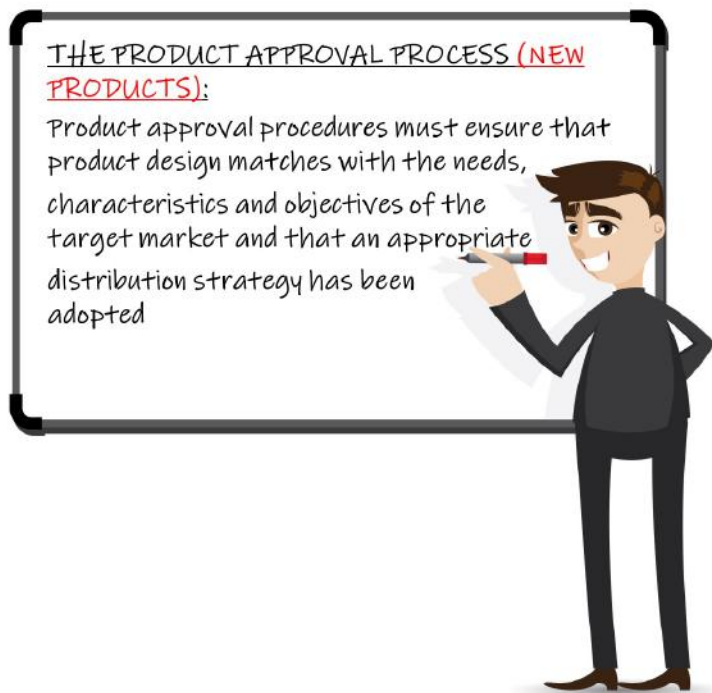 THE PRODUCT APPROVAL PROCESS (NEW
PRODUCTS):
Product approval procedures must ensure that
product design matches with the needs,
characteristics and objectives of the
target market and that an appropriate
distribution strategy has been
adopted